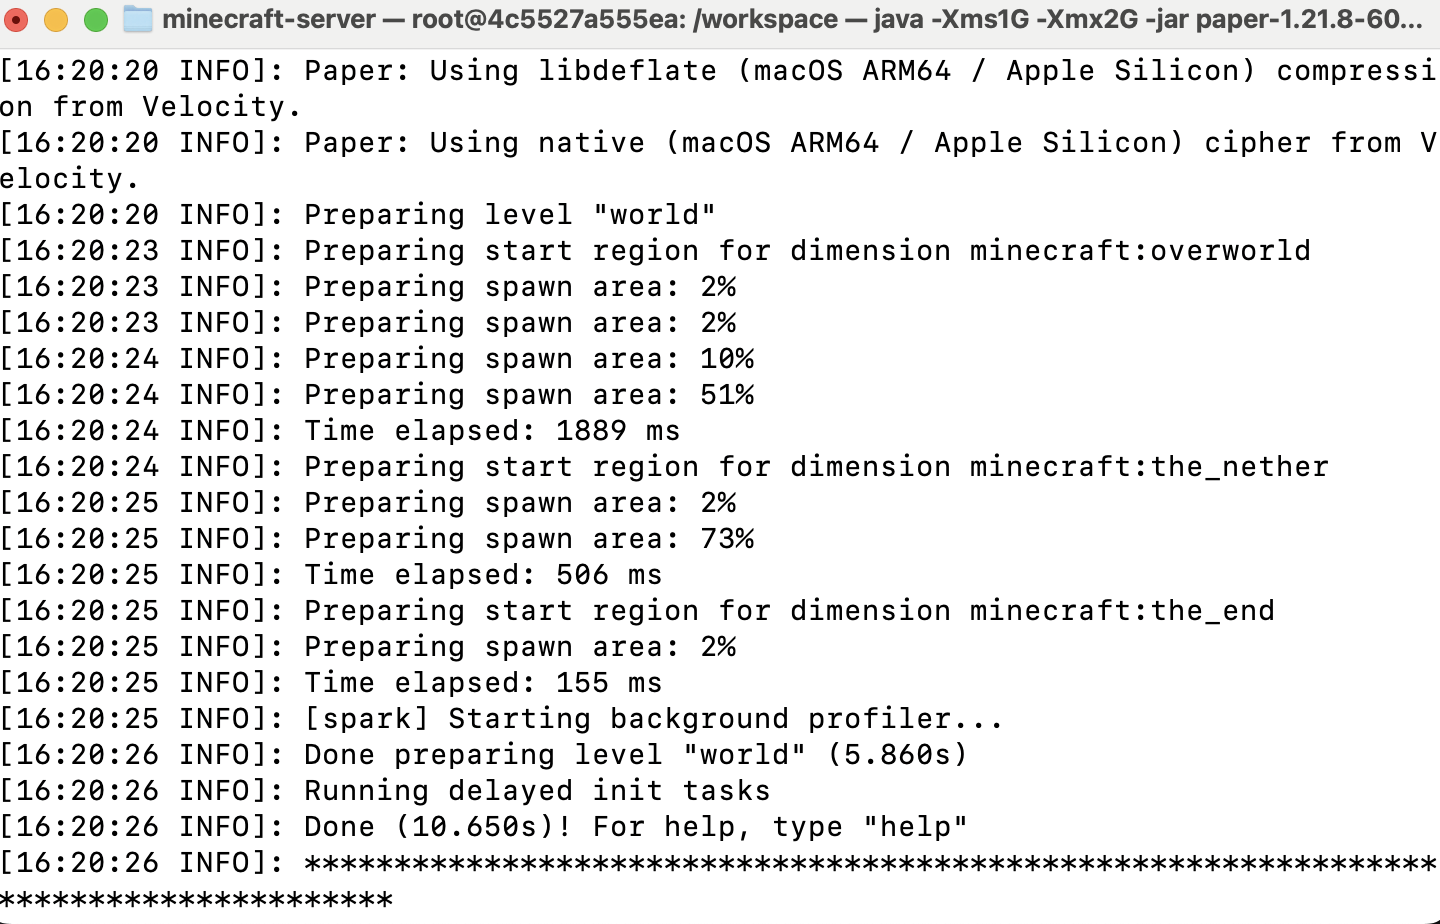 minecraft-server — root@4c5527a555ea: /workspace — java -Xms1G -Xmx2G -jar paper-1.21.8-60...
[16:20:20 INFO]: Paper: Using libdeflate (macOS ARM64 / Apple Silicon) compressi
on from Velocity.
[16:20:20 INFO]: Paper: Using native (macOS ARM64 / Apple Silicon) cipher from V
elocity.
[16:20:20 INFO]: Preparing level "world"
[16:20:23 INFO]: Preparing start region for dimension minecraft:overworld
[16:20:23 INFO]: Preparing spawn area: 2%
[16:20:23 INFO]: Preparing spawn area: 2%
[16:20:24 INFO]: Preparing spawn area: 10%
[16:20:24 INFO]: Preparing spawn area: 51%
[16:20:24 INFO]: Time elapsed: 1889 ms
[16:20:24 INFO]: Preparing start region for dimension minecraft:the_nether
[16:20:25 INFO]: Preparing spawn area: 2%
[16:20:25 INFO]: Preparing spawn area: 73%
[16:20:25 INFO]: Time elapsed: 506 ms
[16:20:25 INFO]: Preparing start region for dimension minecraft:the_end
[16:20:25 INFO]: Preparing spawn area: 2%
[16:20:25 INFO]: Time elapsed: 155 ms
[16:20:25 INFO]: [spark] Starting background profiler...
[16:20:26 INFO]: Done preparing level "world" (5.860s)
[16:20:26 INFO]: Running delayed init tasks
[16:20:26 INFO]: Done (10.650s)! For help, type "help"
[16:20:26 INFO]: ***************************************************************
**********************